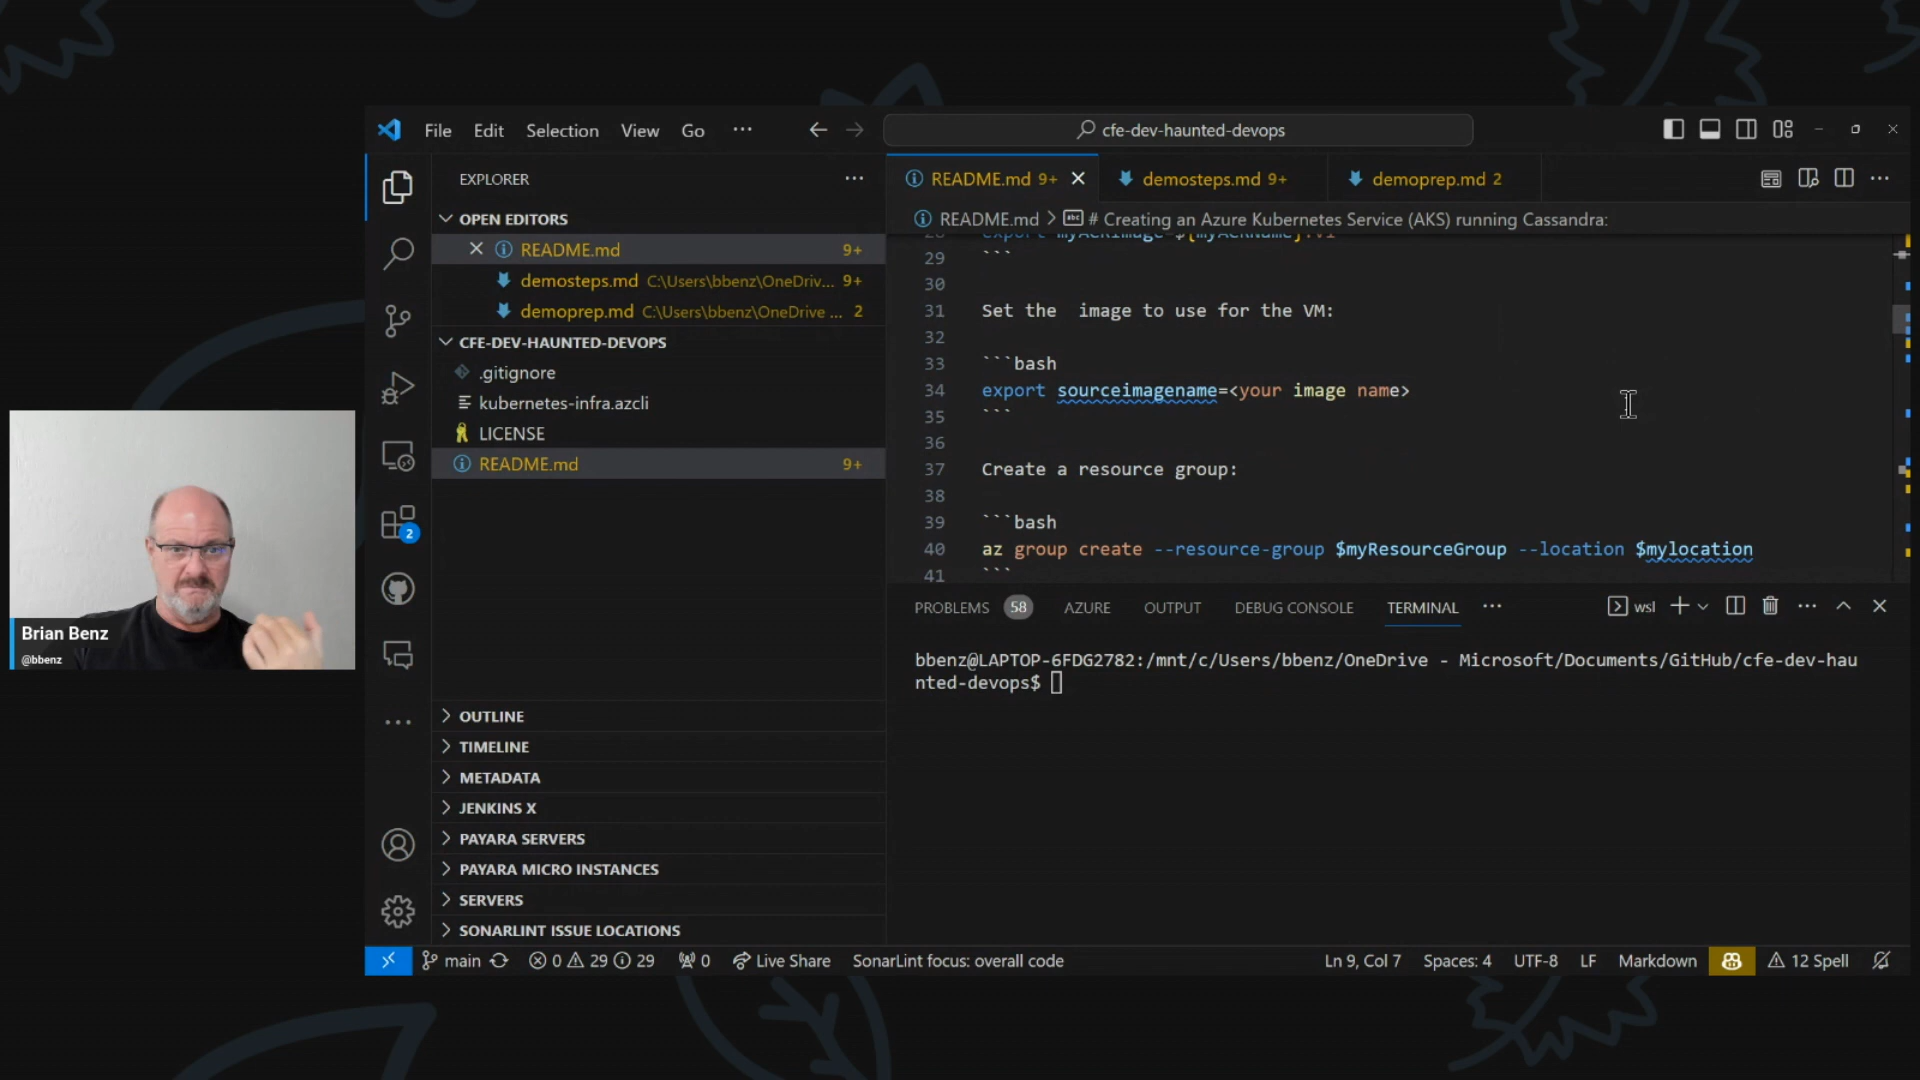 File Edit Selection View Go ... cfe-dev-haunted-devops
EXPLORER ...
OPEN EDITORS
README.md 9+
demosteps.md C:\Users\bbenz\OneDriv... 9+
demoprep.md C:\Users\bbenz\OneDrive ... 2
CFE-DEV-HAUNTED-DEVOPS
.gitignore
kubernetes-infra.azcli
LICENSE
README.md 9+
2
OUTLINE
TIMELINE
METADATA
JENKINS X
PAYARA SERVERS
PAYARA MICRO INSTANCES
SERVERS
SONARLINT ISSUE LOCATIONS
README.md 9+ demosteps.md 9+ demoprep.md 2
README.md > # Creating an Azure Kubernetes Service (AKS) running Cassandra:
29 ```
30
31 Set the  image to use for the VM:
32
33 ```bash
34 export sourceimagename=<your image name>
35 ```
36
37 Create a resource group:
38
39 ```bash
40 az group create --resource-group $myResourceGroup --location $mylocation
41 ```
PROBLEMS 58 AZURE OUTPUT DEBUG CONSOLE TERMINAL ... wsl
bbenz@LAPTOP-6FDG2782:/mnt/c/Users/bbenz/OneDrive - Microsoft/Documents/GitHub/cfe-dev-hau
nted-devops$
Brian Benz
@bbenz
main 0 29 29 0 Live Share SonarLint focus: overall code Ln 9, Col 7 Spaces: 4 UTF-8 LF Markdown 12 Spell